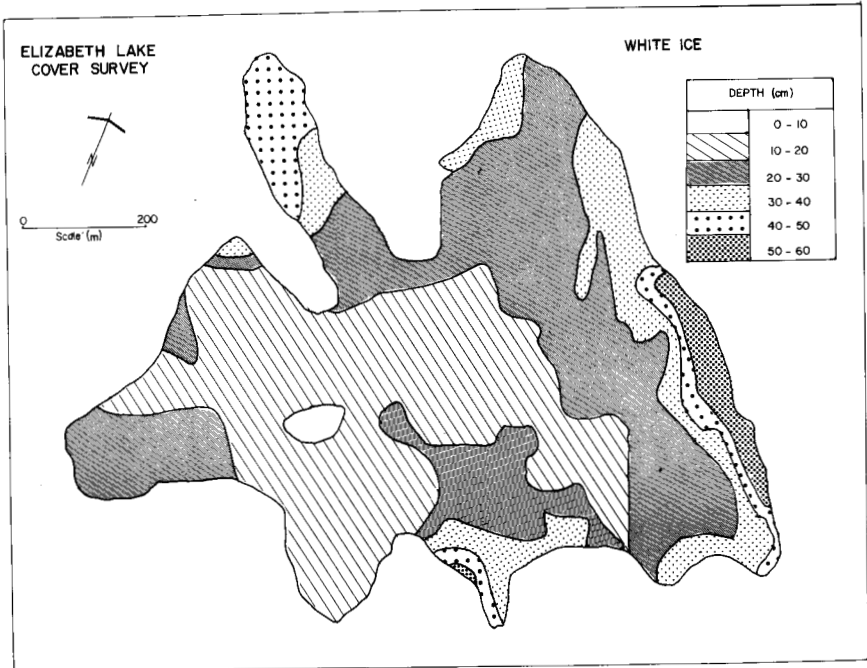 ELIZABETH LAKE
COVER SURVEY
WHITE ICE
N
0 200
Scale (m)
DEPTH (cm)
0 - 10
10 - 20
20 - 30
30 - 40
40 - 50
50 - 60